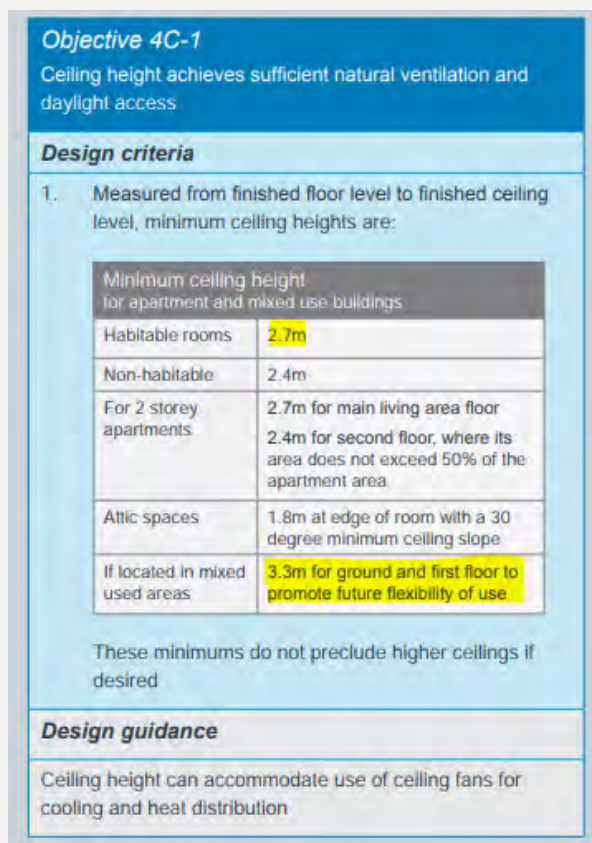 Objective 4C-1
Ceiling height achieves sufficient natural ventilation and
daylight access
Design criteria
1. Measured from finished floor level to finished ceiling
level, minimum ceiling heights are:
Minimum ceiling height
for apartment and mixed use buildings
Habitable rooms 2.7m
Non-habitable 2.4m
For 2 storey
apartments
2.7m for main living area floor
2.4m for second floor, where its
area does not exceed 50% of the
apartment area
Attic spaces
1.8m at edge of room with a 30
degree minimum ceiling slope
If located in mixed
used areas
3.3m for ground and first floor to
promote future flexibility of use
These minimums do not preclude higher ceilings if
desired
Design guidance
Ceiling height can accommodate use of ceiling fans for
cooling and heat distribution